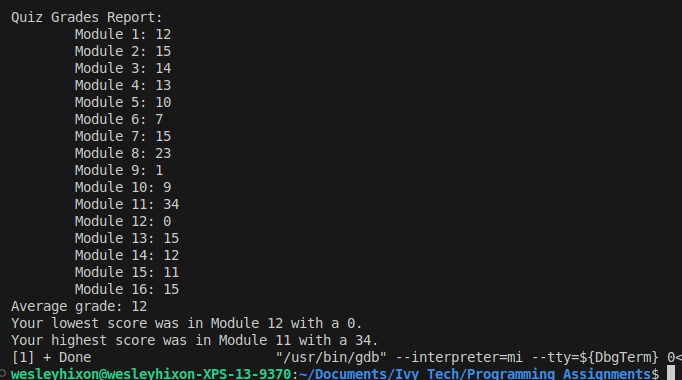 Quiz Grades Report:
Module 1: 12
Module 2: 15
Module 3: 14
Module 4: 13
Module 5: 10
Module 6: 7
Module 7: 15
Module 8: 23
Module 9: 1
Module 10: 9
Module 11: 34
Module 12: 0
Module 13: 15
Module 14: 12
Module 15: 11
Module 16: 15
Average grade: 12
Your lowest score was in Module 12 with a 0.
Your highest score was in Module 11 with a 34.
[1] + Done "/usr/bin/gdb" --interpreter=mi --tty=${DbgTerm} 0<
wesleyhixon@wesleyhixon-XPS-13-9370:~/Documents/Ivy Tech/Programming Assignments$